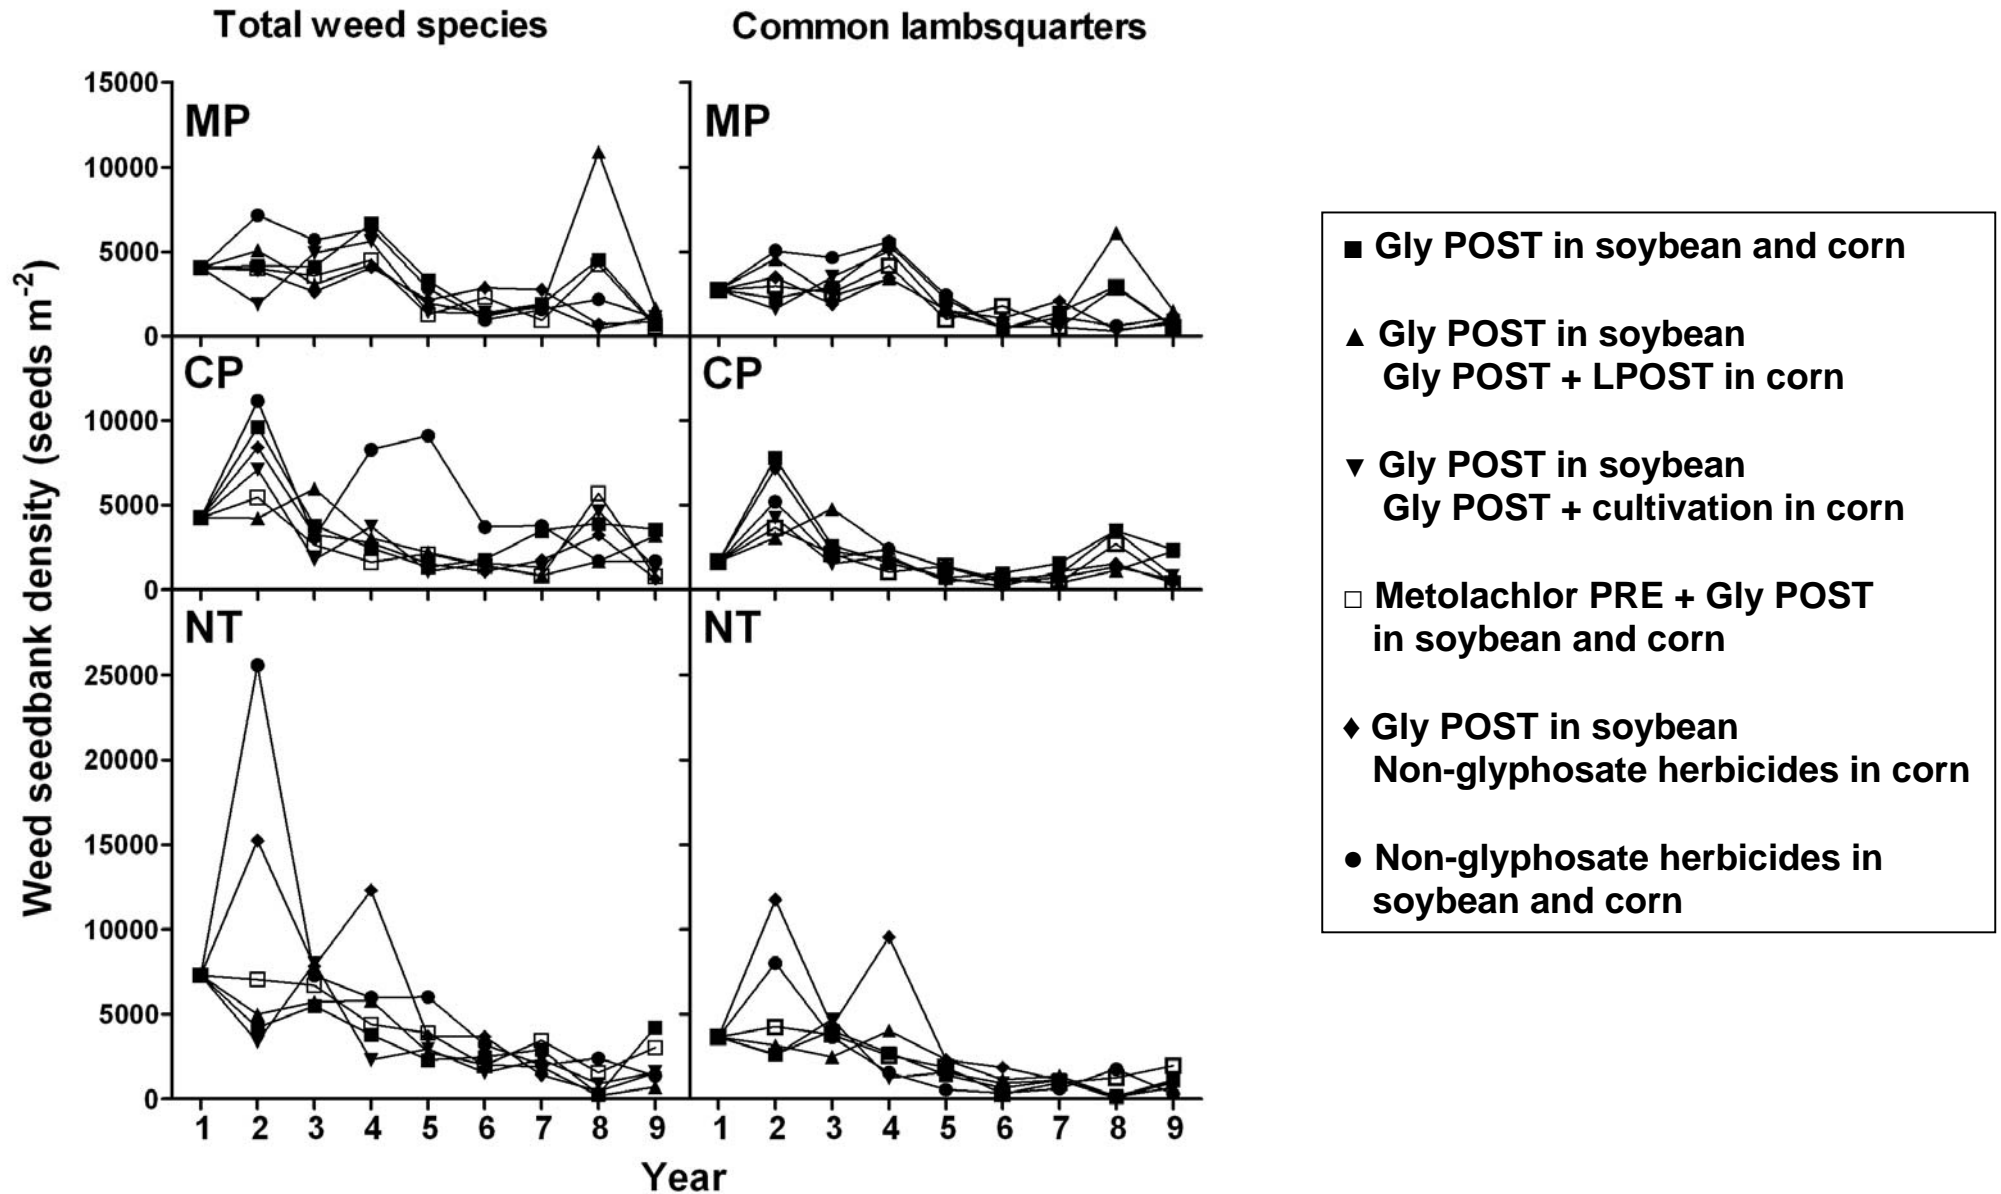 Total weed species
Common lambsquarters
Weed seedbank density (seeds m⁻²)
15000
10000
5000
0
MP
MP
10000
5000
0
CP
CP
25000
20000
15000
10000
5000
0
NT
NT
1 2 3 4 5 6 7 8 9
1 2 3 4 5 6 7 8 9
Year
■ Gly POST in soybean and corn
▲ Gly POST in soybean
Gly POST + LPOST in corn
▼ Gly POST in soybean
Gly POST + cultivation in corn
□ Metolachlor PRE + Gly POST
in soybean and corn
♦ Gly POST in soybean
Non-glyphosate herbicides in corn
● Non-glyphosate herbicides in
soybean and corn